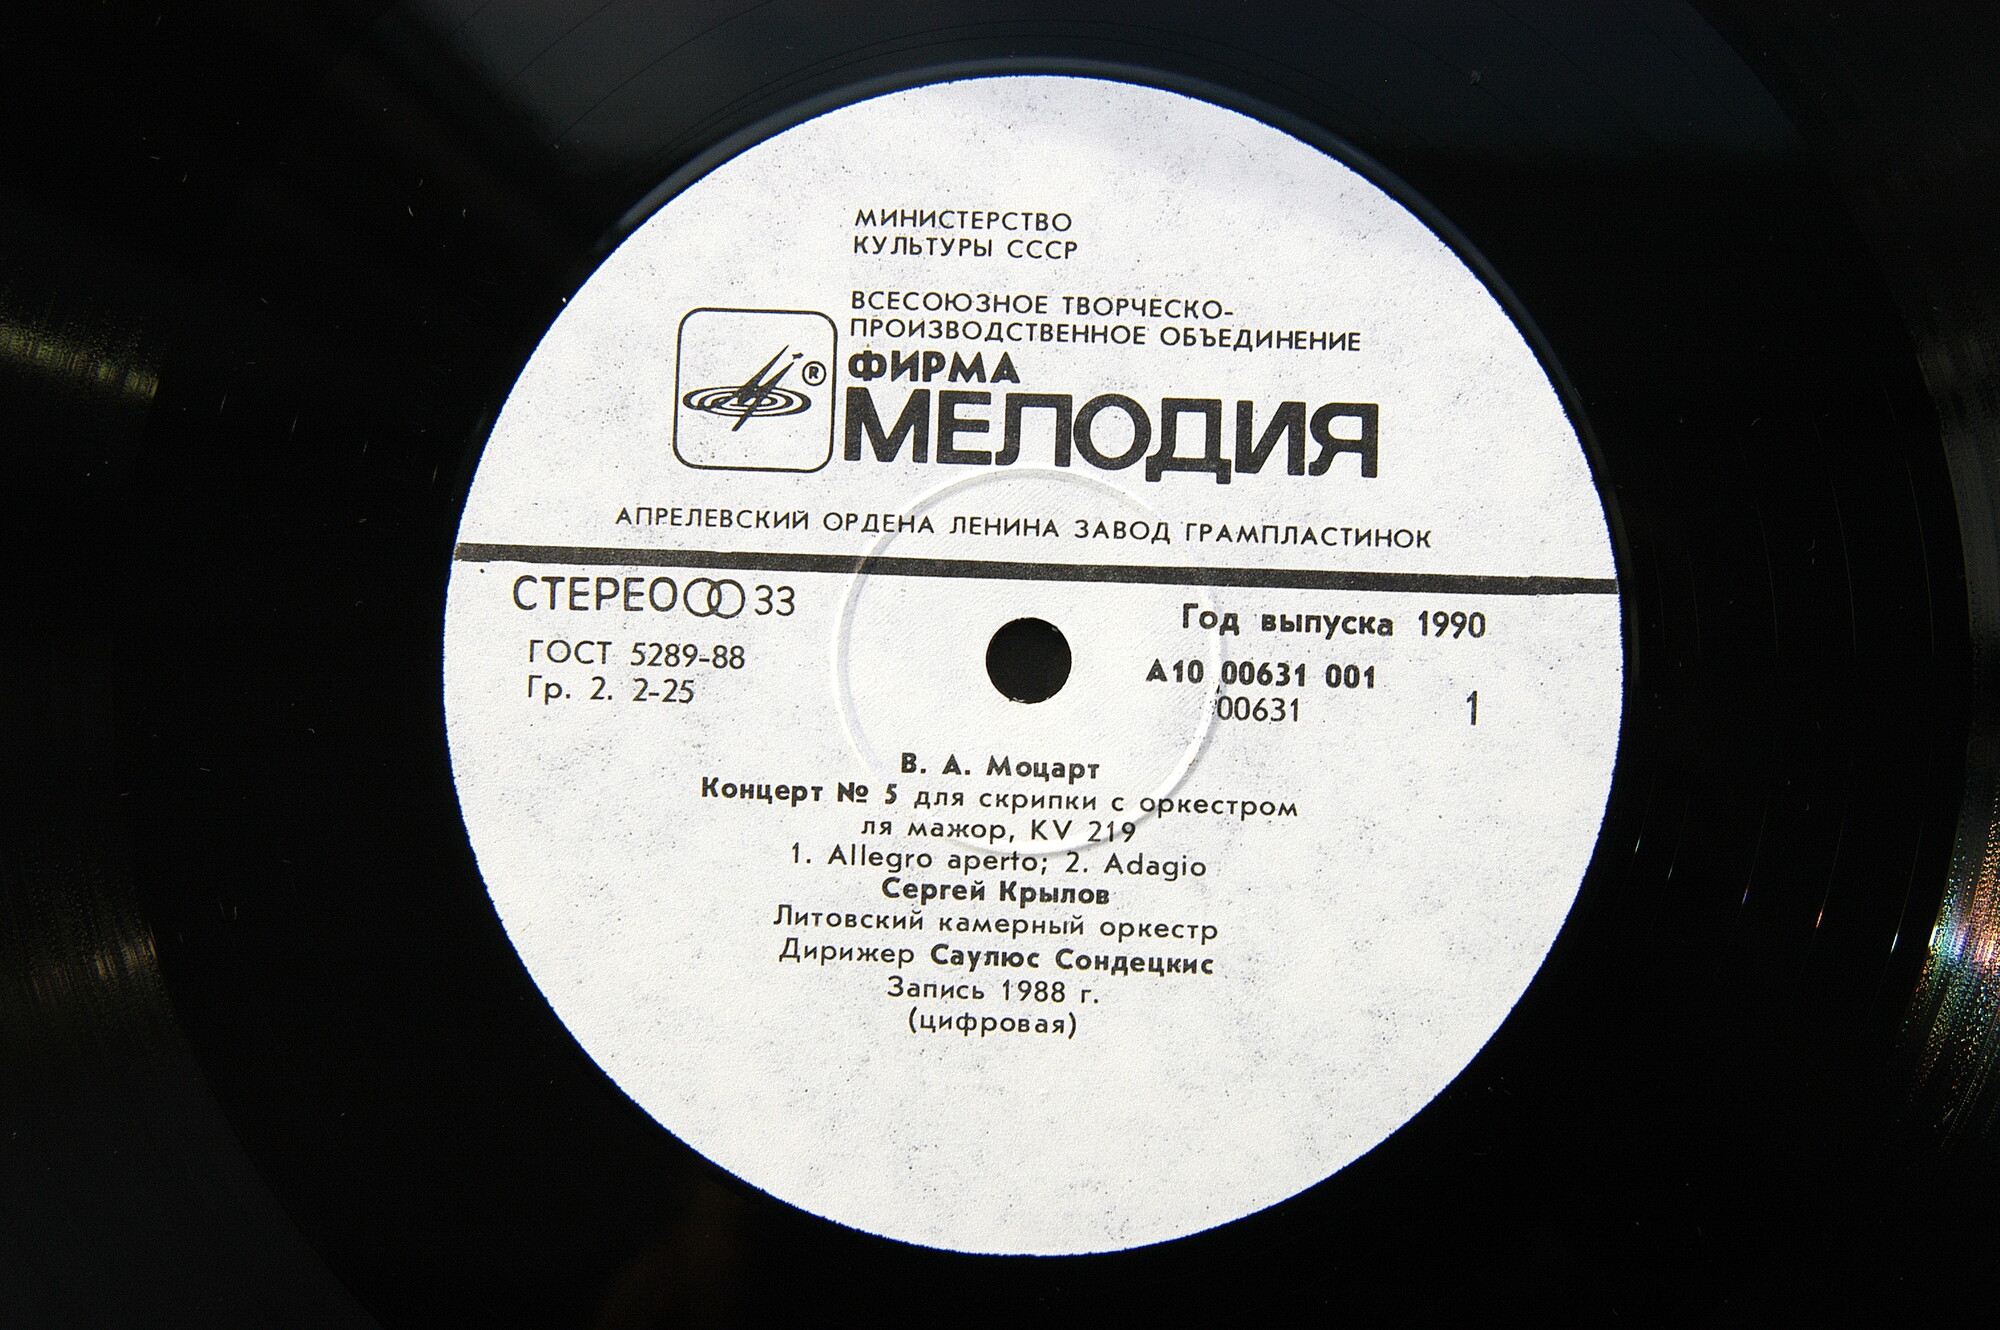 МИНИСТЕРСТВО
КУЛЬТУРЫ СССР
ВСЕСОЮЗНОЕ ТВОРЧЕСКО-
ПРОИЗВОДСТВЕННОЕ ОБЪЕДИНЕНИЕ
ФИРМА
®
МЕЛОДИЯ
АПРЕЛЕВСКИЙ ОРДЕНА ЛЕНИНА ЗАВОД ГРАМПЛАСТИНОК
СТЕРЕО 33
ГОСТ 5289-88
Гр. 2. 2-25
Год выпуска 1990
А10 00631 001
00631
1
В. А. Моцарт
Концерт № 5 для скрипки с оркестром
ля мажор, KV 219
1. Allegro aperto; 2. Adagio
Сергей Крылов
Литовский камерный оркестр
Дирижер Саулюс Сондецкис
Запись 1988 г.
(цифровая)